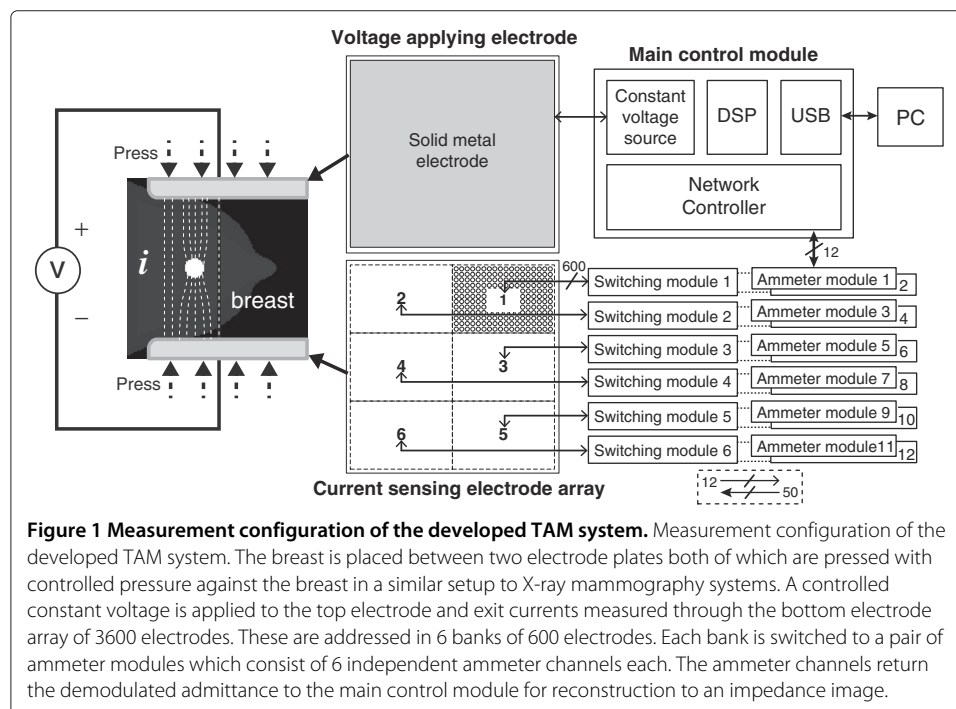 Voltage applying electrode
Main control module
Solid metal
electrode
Constant
voltage
source
DSP
USB
PC
Network
Controller
12
Press
+
V
−
i
breast
Press
600
1
2
3
4
5
6
Switching module 1
Ammeter module 1
2
Switching module 2
Ammeter module 3
4
Switching module 3
Ammeter module 5
6
Switching module 4
Ammeter module 7
8
Switching module 5
Ammeter module 9
10
Switching module 6
Ammeter module11
12
12
50
Current sensing electrode array
Figure 1 Measurement configuration of the developed TAM system. Measurement configuration of the
developed TAM system. The breast is placed between two electrode plates both of which are pressed with
controlled pressure against the breast in a similar setup to X-ray mammography systems. A controlled
constant voltage is applied to the top electrode and exit currents measured through the bottom electrode
array of 3600 electrodes. These are addressed in 6 banks of 600 electrodes. Each bank is switched to a pair of
ammeter modules which consist of 6 independent ammeter channels each. The ammeter channels return
the demodulated admittance to the main control module for reconstruction to an impedance image.